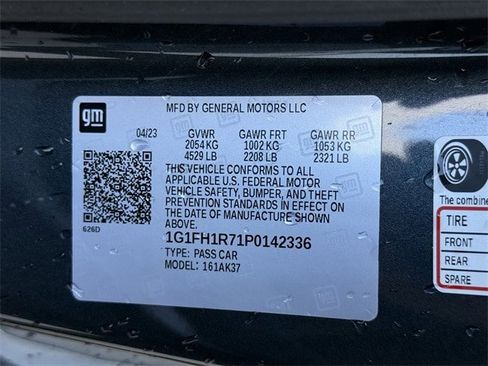 gm
MFD BY GENERAL MOTORS LLC
04/23 GVWR GAWR FRT GAWR RR
2054 KG 1002 KG 1053 KG
4529 LB 2208 LB 2321 LB
THIS VEHICLE CONFORMS TO ALL
APPLICABLE U.S. FEDERAL MOTOR
VEHICLE SAFETY, BUMPER, AND THEFT
PREVENTION STANDARDS IN EFFECT ON
THE DATE OF MANUFACTURE SHOWN
ABOVE.
626D
1G1FH1R71P0142336
TYPE: PASS CAR
MODEL: 161AK37
The combine
TIRE
FRONT
REAR
SPARE